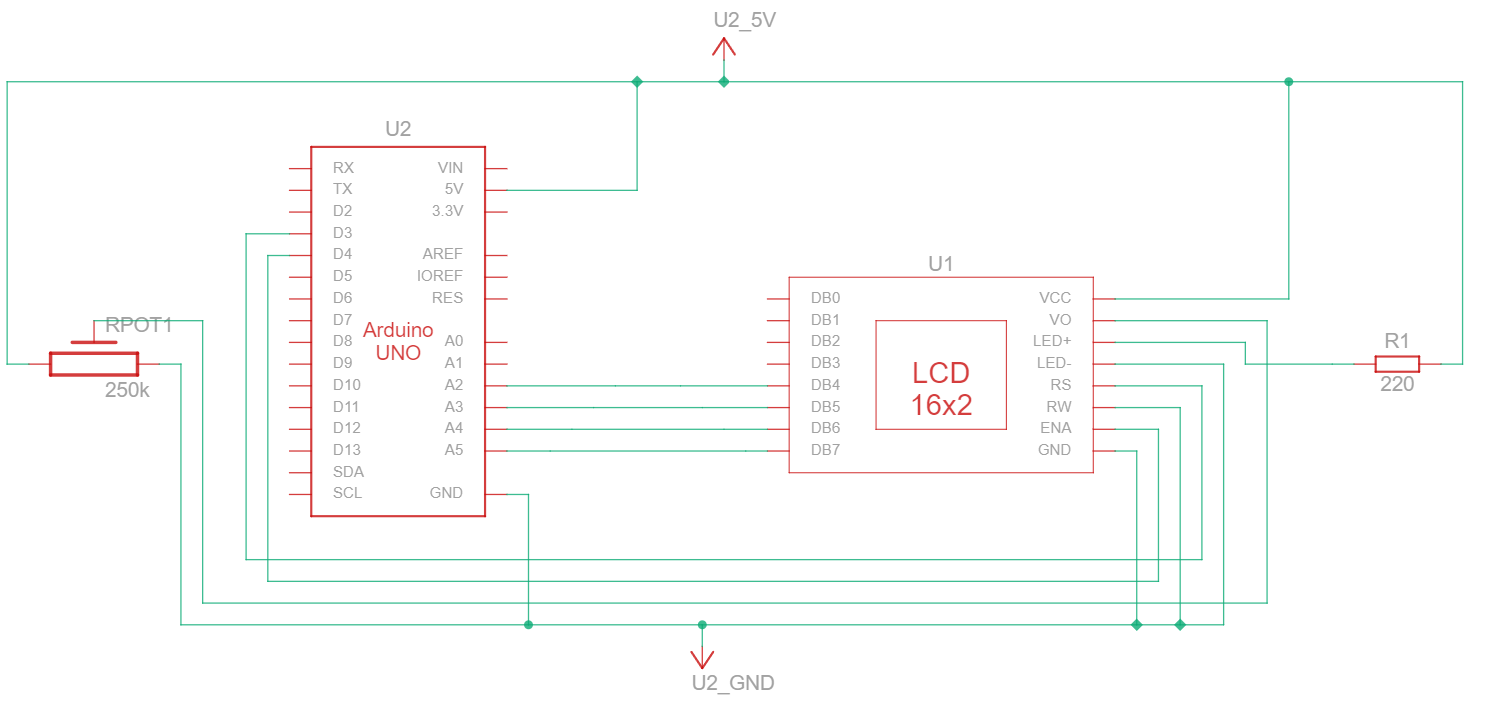 U2_5V
U2
RX
VIN
TX
5V
D2
3.3V
D3
D4
AREF
D5
IOREF
D6
RES
D7
D8
A0
D9
A1
D10
A2
D11
A3
D12
A4
D13
A5
SDA
SCL
GND
Arduino
UNO
RPOT1
250k
U1
DB0
VCC
DB1
VO
DB2
LED+
DB3
LED-
DB4
RS
DB5
RW
DB6
ENA
DB7
GND
LCD
16x2
R1
220
U2_GND